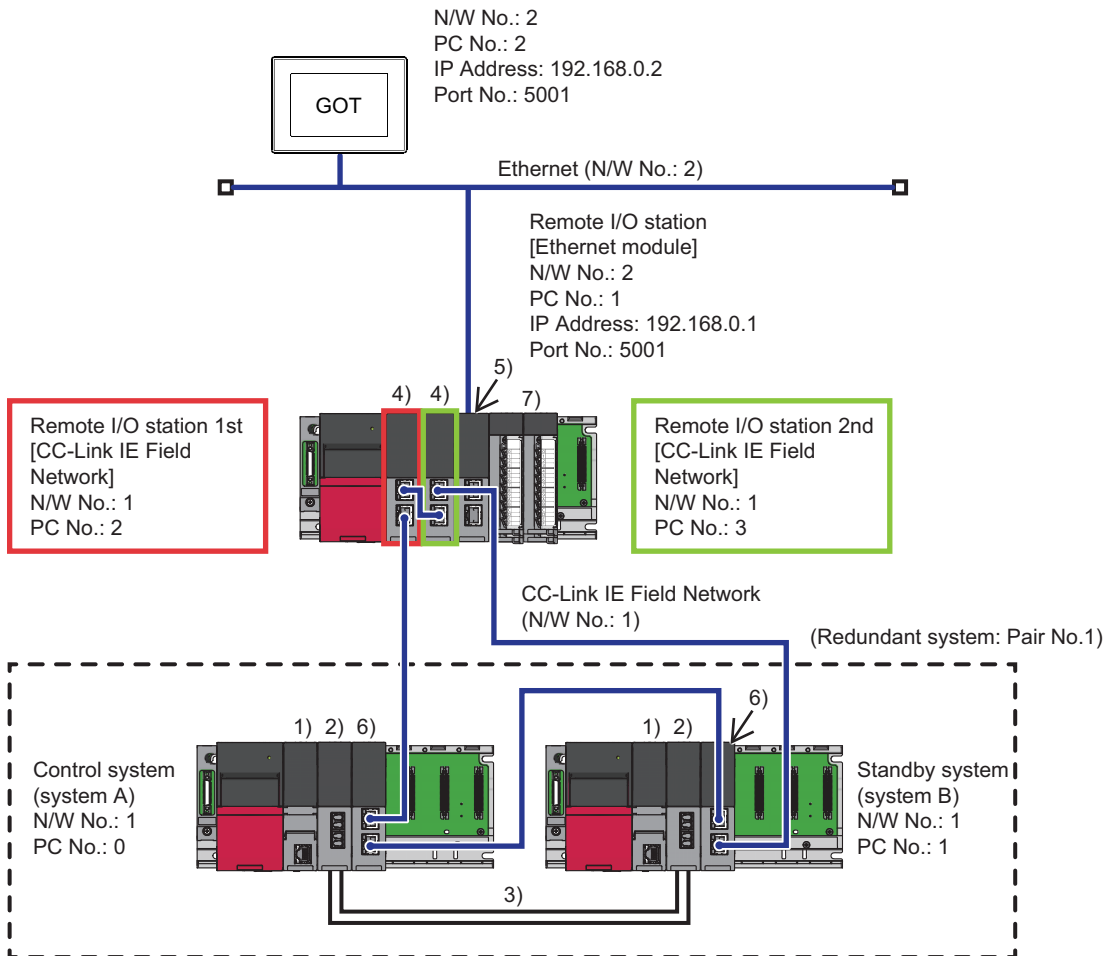 N/W No.: 2
PC No.: 2
IP Address: 192.168.0.2
Port No.: 5001
GOT
Ethernet (N/W No.: 2)
Remote I/O station
[Ethernet module]
N/W No.: 2
PC No.: 1
IP Address: 192.168.0.1
Port No.: 5001
5)
4) 4) 7)
Remote I/O station 1st
[CC-Link IE Field
Network]
N/W No.: 1
PC No.: 2
Remote I/O station 2nd
[CC-Link IE Field
Network]
N/W No.: 1
PC No.: 3
CC-Link IE Field Network
(N/W No.: 1)
(Redundant system: Pair No.1)
1) 2) 6)
1) 2) 6)
Control system
(system A)
N/W No.: 1
PC No.: 0
Standby system
(system B)
N/W No.: 1
PC No.: 1
3)